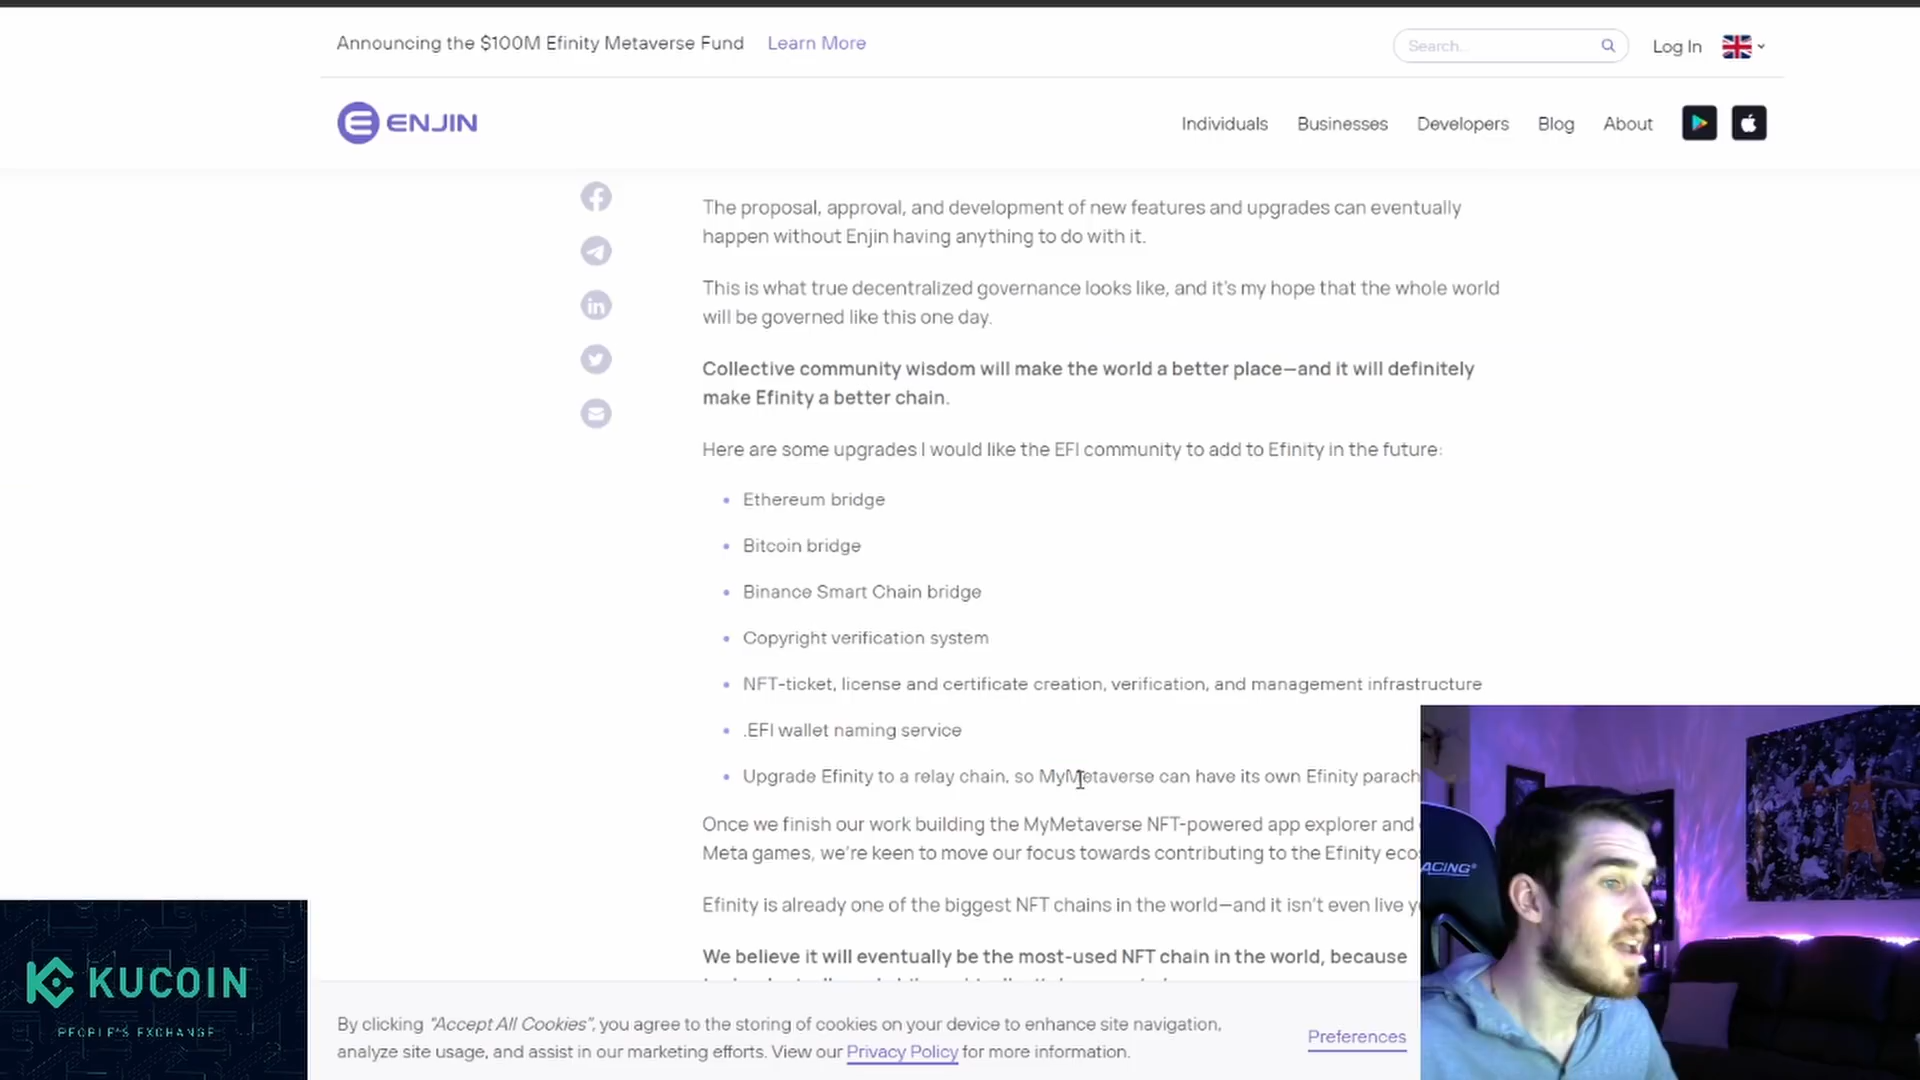 Announcing the $100M Efinity Metaverse Fund Learn More
Search...
Log In
ENJIN
Individuals Businesses Developers Blog About
The proposal, approval, and development of new features and upgrades can eventually
happen without Enjin having anything to do with it.
This is what true decentralized governance looks like, and it's my hope that the whole world
will be governed like this one day.
Collective community wisdom will make the world a better place—and it will definitely
make Efinity a better chain.
Here are some upgrades I would like the EFI community to add to Efinity in the future:
• Ethereum bridge
• Bitcoin bridge
• Binance Smart Chain bridge
• Copyright verification system
• NFT-ticket, license and certificate creation, verification, and management infrastructure
• .EFI wallet naming service
• Upgrade Efinity to a relay chain, so MyMetaverse can have its own Efinity parach
Once we finish our work building the MyMetaverse NFT-powered app explorer and
Meta games, we're keen to move our focus towards contributing to the Efinity eco
Efinity is already one of the biggest NFT chains in the world—and it isn't even live
We believe it will eventually be the most-used NFT chain in the world, because
By clicking "Accept All Cookies", you agree to the storing of cookies on your device to enhance site navigation,
analyze site usage, and assist in our marketing efforts. View our Privacy Policy for more information.
Preferences
KUCOIN
PEOPLE'S EXCHANGE
ACING
24